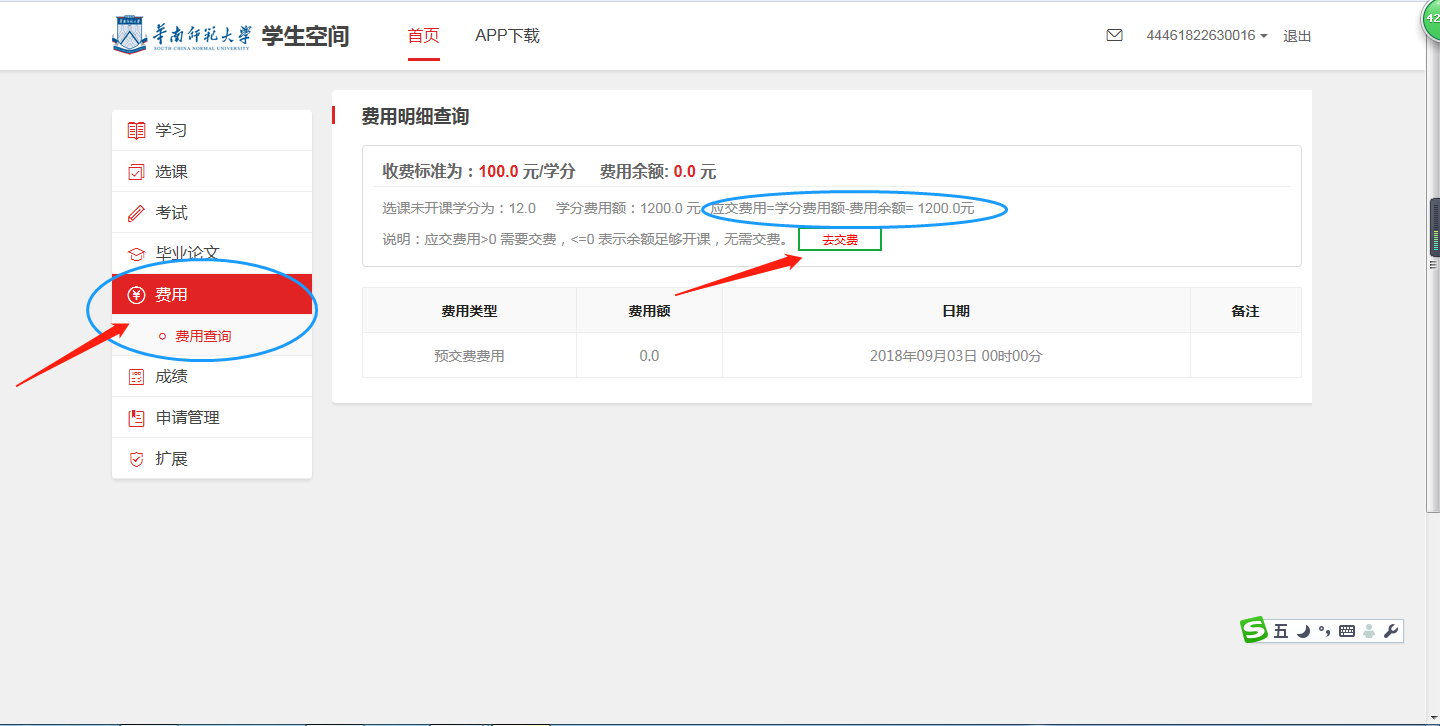 华南师范大学
SOUTH CHINA NORMAL UNIVERSITY
学生空间
首页
APP下载
44461822630016
退出
42
学习
选课
考试
毕业论文
费用
费用查询
成绩
申请管理
扩展
费用明细查询
收费标准为：100.0 元/学分 费用余额: 0.0 元
选课未开课学分为：12.0 学分费用额：1200.0 元 应交费用=学分费用额-费用余额= 1200.0元
说明：应交费用>0 需要交费，<=0 表示余额足够开课，无需交费。 去交费
费用类型 费用额 日期 备注
预交费费用 0.0 2018年09月03日 00时00分
五